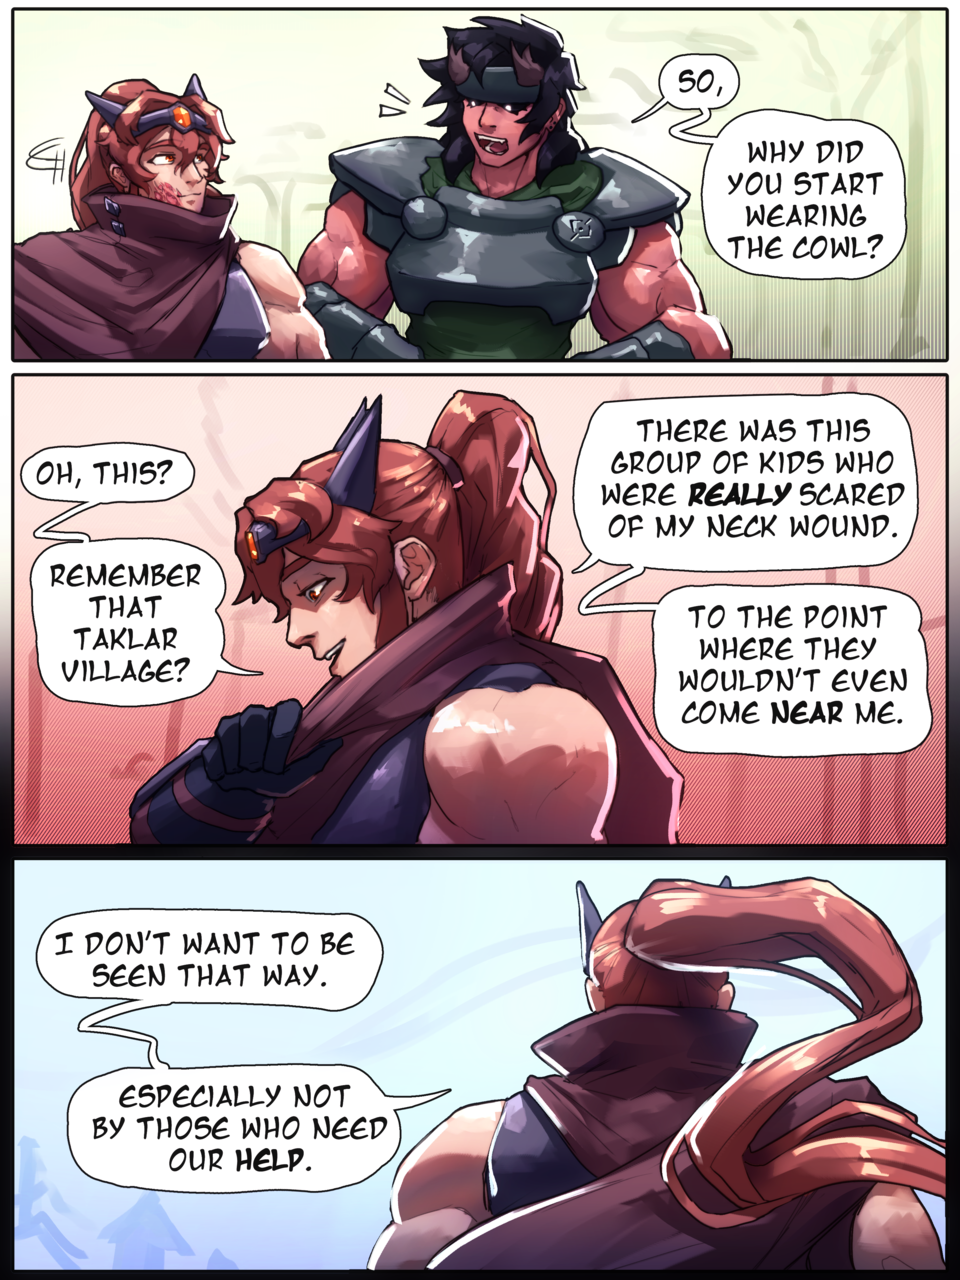 SO,
WHY DID
YOU START
WEARING
THE COWL?
OH, THIS?
REMEMBER
THAT
TAKLAR
VILLAGE?
THERE WAS THIS
GROUP OF KIDS WHO
WERE REALLY SCARED
OF MY NECK WOUND.
TO THE POINT
WHERE THEY
WOULDN'T EVEN
COME NEAR ME.
I DON'T WANT TO BE
SEEN THAT WAY.
ESPECIALLY NOT
BY THOSE WHO NEED
OUR HELP.